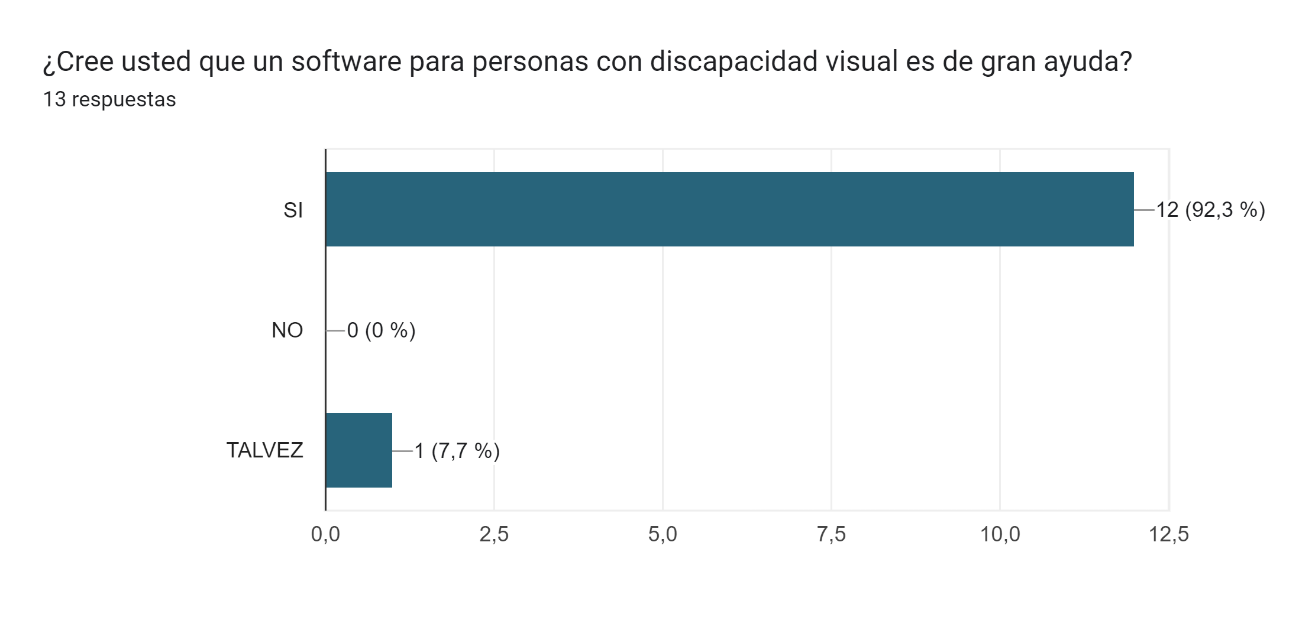 ¿Cree usted que un software para personas con discapacidad visual es de gran ayuda?
13 respuestas
SI
12 (92,3 %)
NO
0 (0 %)
TALVEZ
1 (7,7 %)
0,0
2,5
5,0
7,5
10,0
12,5